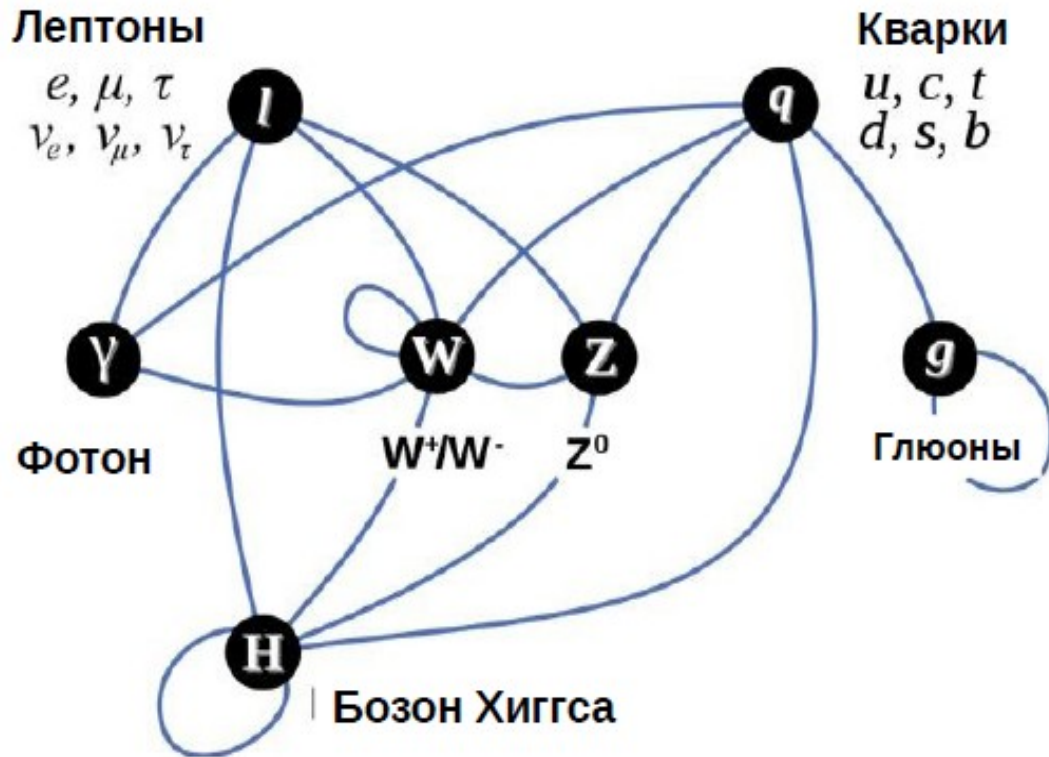 Лептоны
e, μ, τ
νe, νμ, ντ
Кварки
u, c, t
d, s, b
l
q
γ
W
Z
g
Фотон
W⁺/W⁻
Z⁰
Глюоны
H
Бозон Хиггса